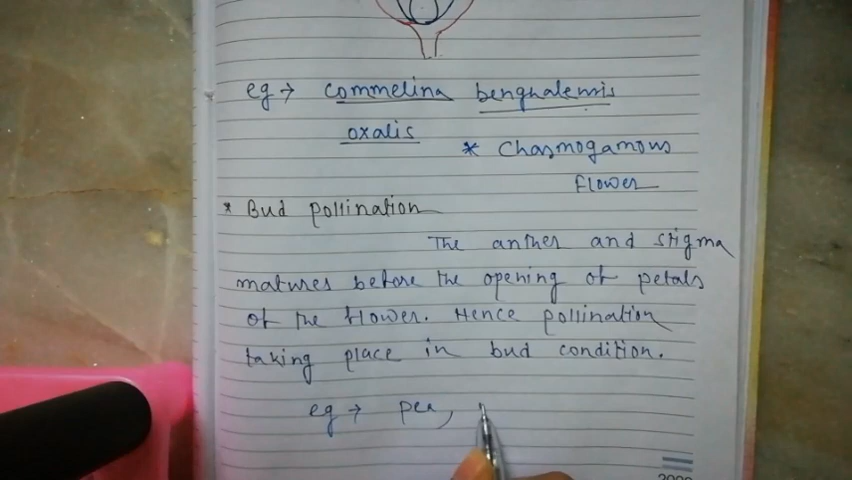 eg → commelina benghalensis
oxalis
* Chasmogamous
flower
* Bud pollination
The anther and stigma
matures before the opening of petals
of the flower. Hence pollination
taking place in bud condition.
eg → pea,